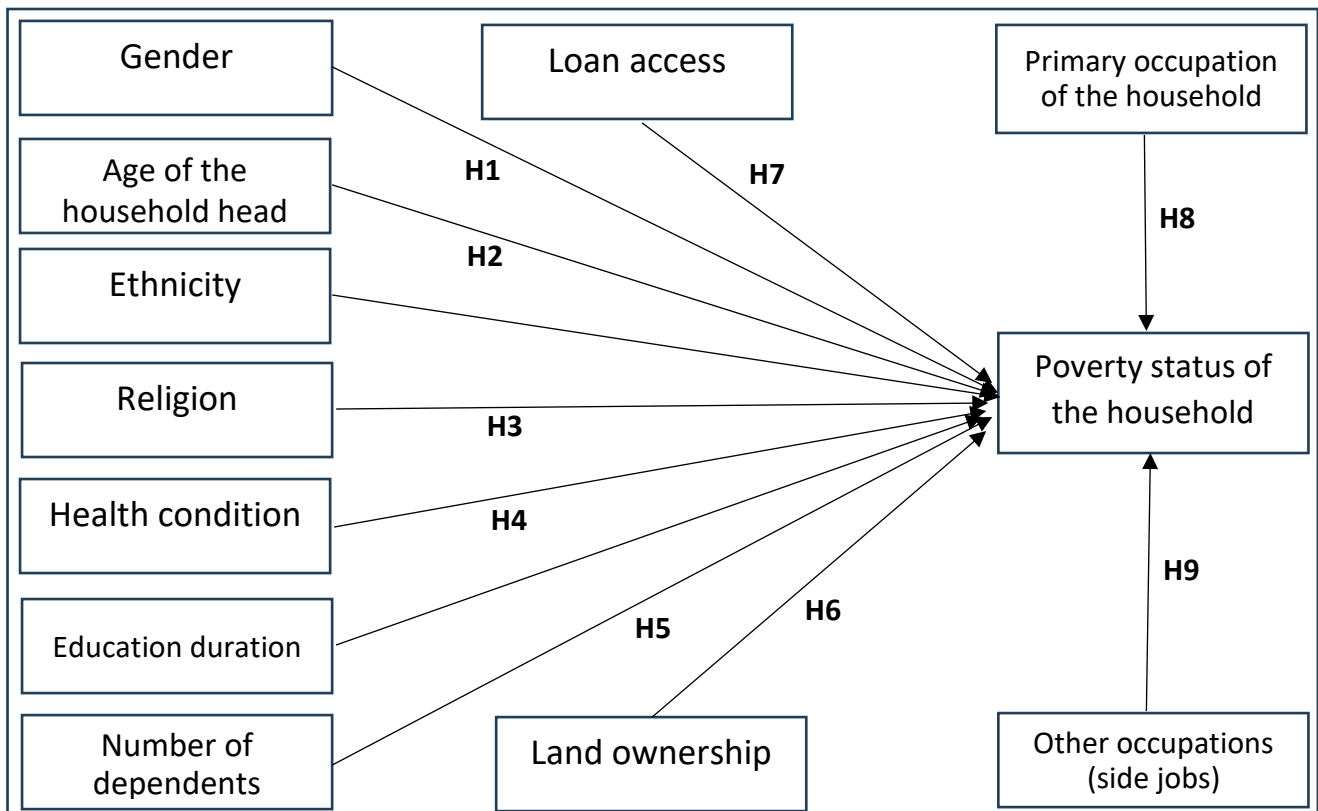 Gender
Loan access
Primary occupation
of the household
Age of the
household head
H1
H7
H8
H2
Ethnicity
Religion
H3
Poverty status of
the household
Health condition
H4
H9
Education duration
H5
H6
Number of
dependents
Land ownership
Other occupations
(side jobs)